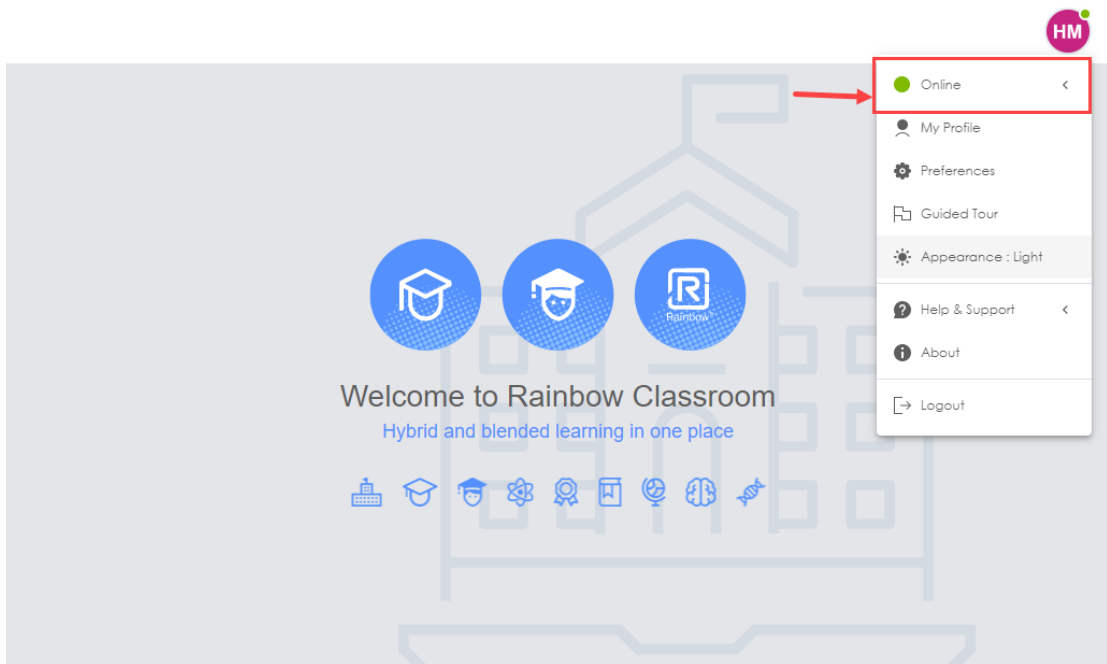 HM
Online
My Profile
Preferences
Guided Tour
Appearance : Light
Help & Support
About
Logout
R
Rainbow
Welcome to Rainbow Classroom
Hybrid and blended learning in one place